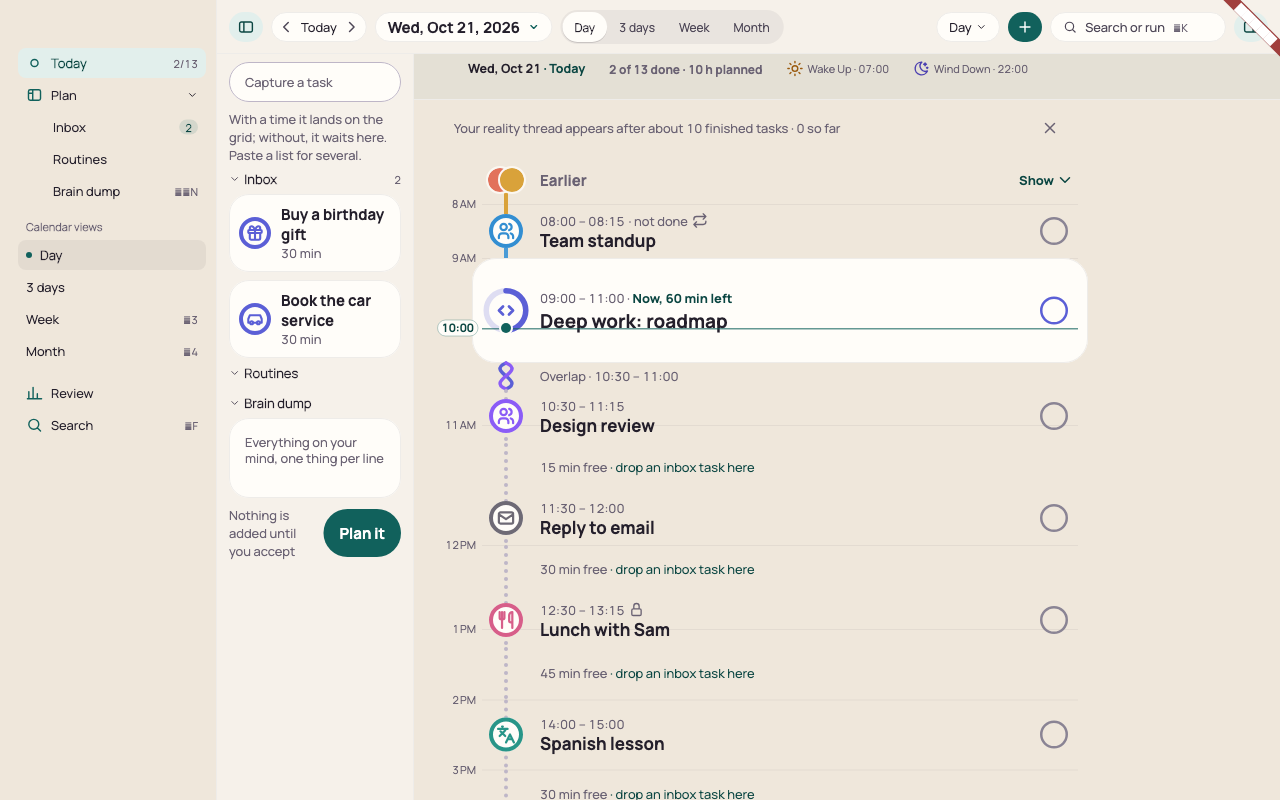 Today
Wed, Oct 21, 2026
Day
3 days
Week
Month
Day
Search or run
K
Today
2/13
Plan
Inbox
2
Routines
Brain dump
N
Calendar views
Day
3 days
Week
3
Month
4
Review
Search
F
Capture a task
With a time it lands on the
grid; without, it waits here.
Paste a list for several.
Inbox
2
Buy a birthday
gift
30 min
Book the car
service
30 min
Routines
Brain dump
Everything on your
mind, one thing per line
Nothing is
added until
you accept
Plan it
Wed, Oct 21 · Today
2 of 13 done · 10 h planned
Wake Up · 07:00
Wind Down · 22:00
Your reality thread appears after about 10 finished tasks · 0 so far
Earlier
Show
8 AM
08:00 – 08:15 · not done
Team standup
9 AM
09:00 – 11:00 · Now, 60 min left
Deep work: roadmap
10:00
Overlap · 10:30 – 11:00
10:30 – 11:15
Design review
11 AM
15 min free · drop an inbox task here
11:30 – 12:00
Reply to email
12 PM
30 min free · drop an inbox task here
12:30 – 13:15
Lunch with Sam
1 PM
45 min free · drop an inbox task here
2 PM
14:00 – 15:00
Spanish lesson
3 PM
30 min free · drop an inbox task here